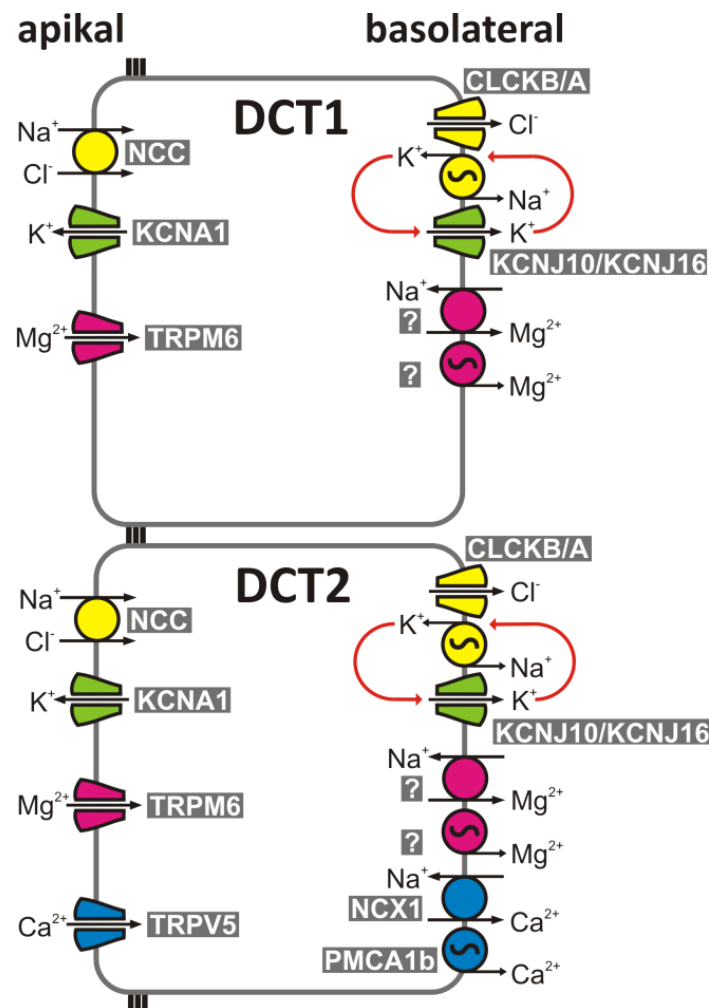 apikal basolateral
CLCKB/A
DCT1
Na⁺ Cl⁻
NCC K⁺
Cl⁻ Na⁺
K⁺ KCNA1 K⁺
KCNJ10/KCNJ16
Na⁺
Mg²⁺ TRPM6 ? Mg²⁺
? Mg²⁺
CLCKB/A
DCT2
Na⁺ Cl⁻
NCC K⁺
Cl⁻ Na⁺
K⁺ KCNA1 K⁺
KCNJ10/KCNJ16
Na⁺
Mg²⁺ TRPM6 ? Mg²⁺
? Mg²⁺
Na⁺
NCX1
Ca²⁺ TRPV5 Ca²⁺
PMCA1b Ca²⁺